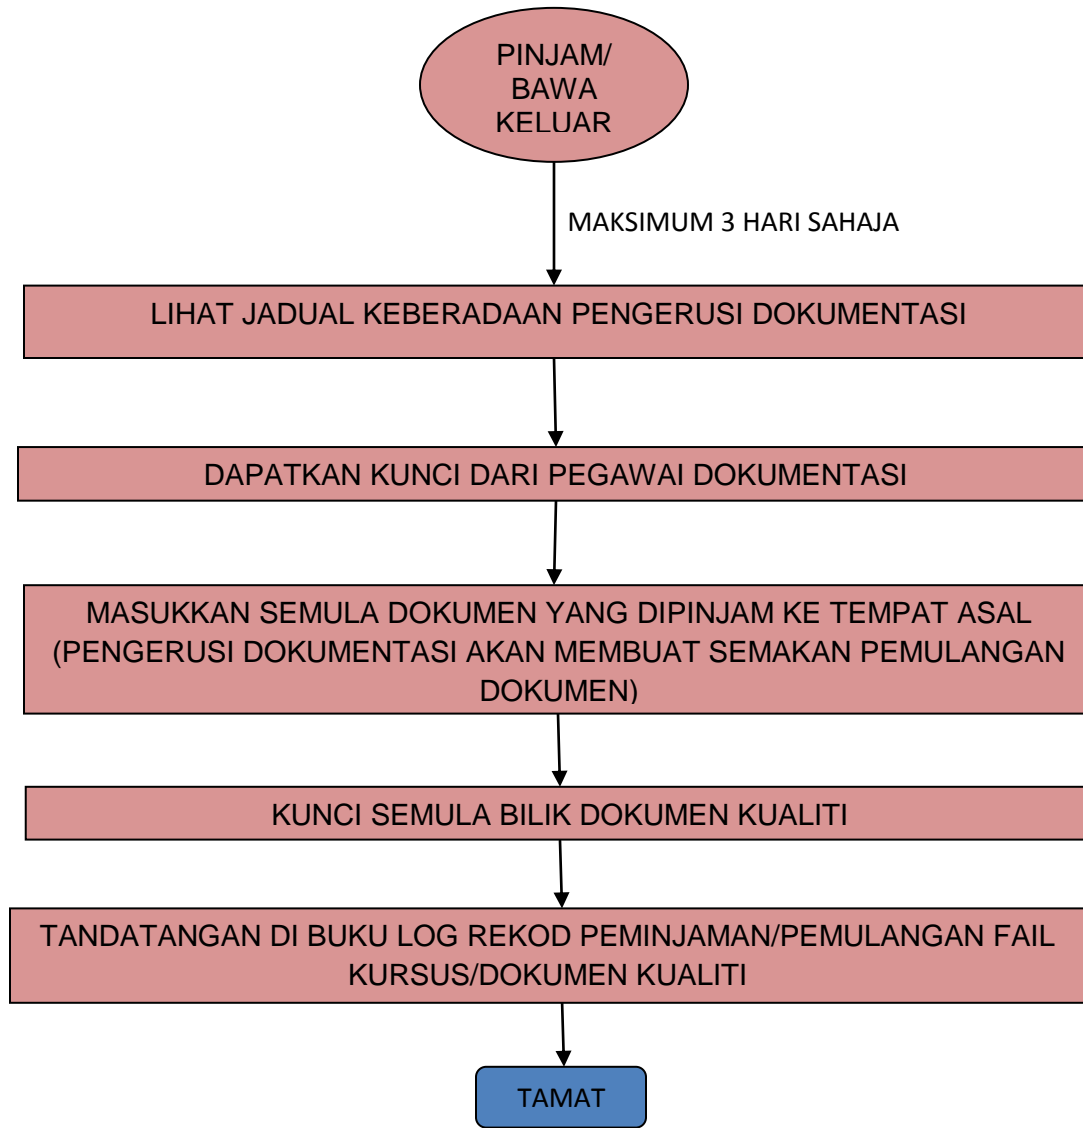 PINJAM/
BAWA
KELUAR
MAKSIMUM 3 HARI SAHAJA
LIHAT JADUAL KEBERADAAN PENGERUSI DOKUMENTASI
DAPATKAN KUNCI DARI PEGAWAI DOKUMENTASI
MASUKKAN SEMULA DOKUMEN YANG DIPINJAM KE TEMPAT ASAL
(PENGERUSI DOKUMENTASI AKAN MEMBUAT SEMAKAN PEMULANGAN
DOKUMEN)
KUNCI SEMULA BILIK DOKUMEN KUALITI
TANDATANGAN DI BUKU LOG REKOD PEMINJAMAN/PEMULANGAN FAIL
KURSUS/DOKUMEN KUALITI
TAMAT